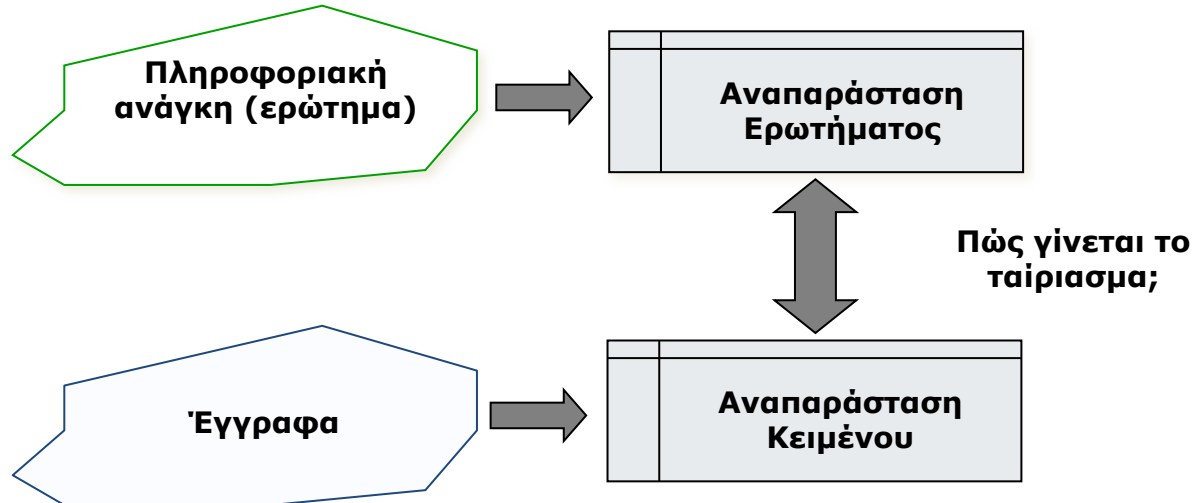 Πληροφοριακή
ανάγκη (ερώτημα)
Αναπαράσταση
Ερωτήματος
Πώς γίνεται το
ταίριασμα;
Έγγραφα
Αναπαράσταση
Κειμένου